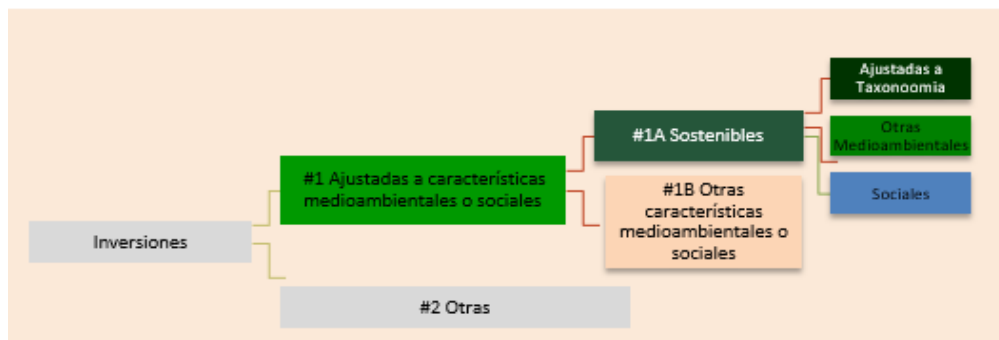 Inversiones
#1 Ajustadas a características
medioambientales o sociales
#2 Otras
#1A Sostenibles
#1B Otras
características
medioambientales o
sociales
Ajustadas a
Taxonoomia
Otras
Medioambientales
Sociales